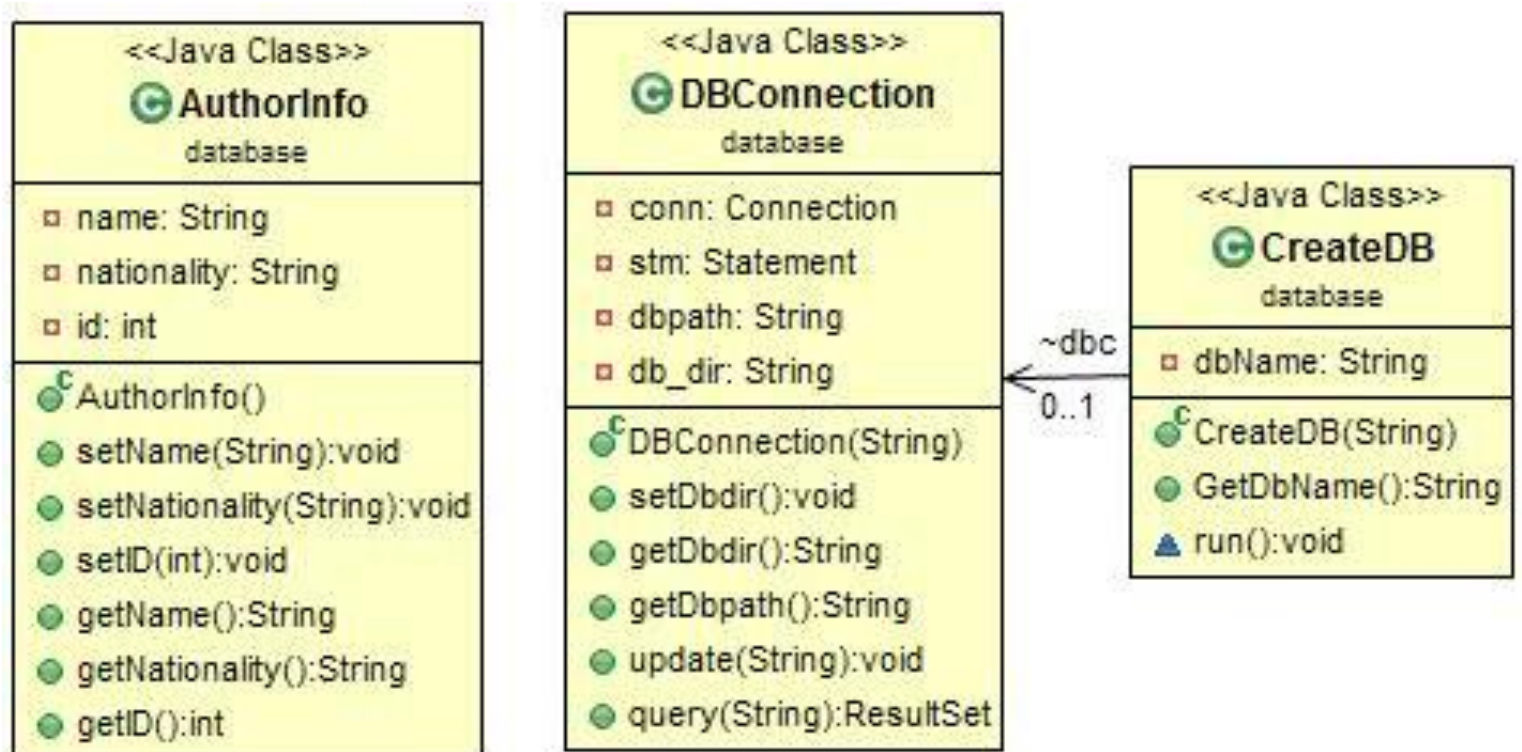 <<Java Class>>
AuthorInfo
database
name: String
nationality: String
id: int
AuthorInfo()
setName(String):void
setNationality(String):void
setID(int):void
getName():String
getNationality():String
getID():int
<<Java Class>>
DBConnection
database
conn: Connection
stm: Statement
dbpath: String
db_dir: String
DBConnection(String)
setDbdir():void
getDbdir():String
getDbpath():String
update(String):void
query(String):ResultSet
~dbc
0..1
<<Java Class>>
CreateDB
database
dbName: String
CreateDB(String)
GetDbName():String
run():void